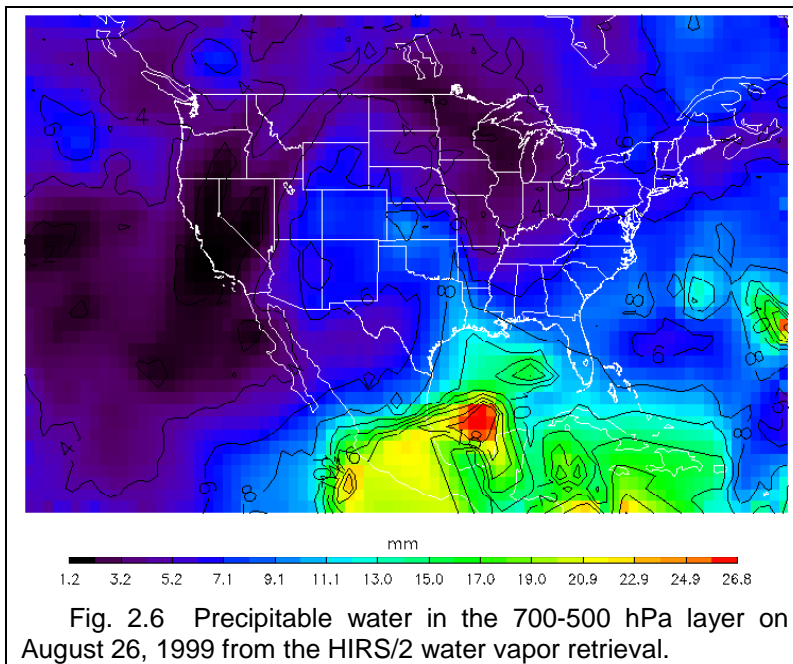 mm
1.2 3.2 5.2 7.1 9.1 11.1 13.0 15.0 17.0 19.0 20.9 22.9 24.9 26.8
Fig. 2.6 Precipitable water in the 700-500 hPa layer on
August 26, 1999 from the HIRS/2 water vapor retrieval.